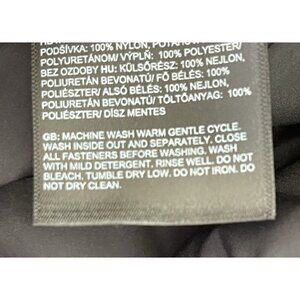 PODŠÍVKA: 100% NYLON, POTAH
POLYURETÁNOM/ VÝPLŇ: 100% POLYESTER/
BEZ OZDOBY HU: KÜLSŐRÉSZ: 100% NEJLON,
POLIURETÁN BEVONATÚ/ FŐ BÉLÉS: 100%
POLIÉSZTER/ ALSÓ BÉLÉS: 100% NEJLON,
POLIURETÁN BEVONATÚ/ TÖLTŐANYAG: 100%
POLIÉSZTER/ DÍSZ MENTES
GB: MACHINE WASH WARM GENTLE CYCLE.
WASH INSIDE OUT AND SEPARATELY. CLOSE
ALL FASTENERS BEFORE WASHING. WASH
WITH MILD DETERGENT. RINSE WELL. DO NOT
BLEACH. TUMBLE DRY LOW. DO NOT IRON. DO
NOT DRY CLEAN.